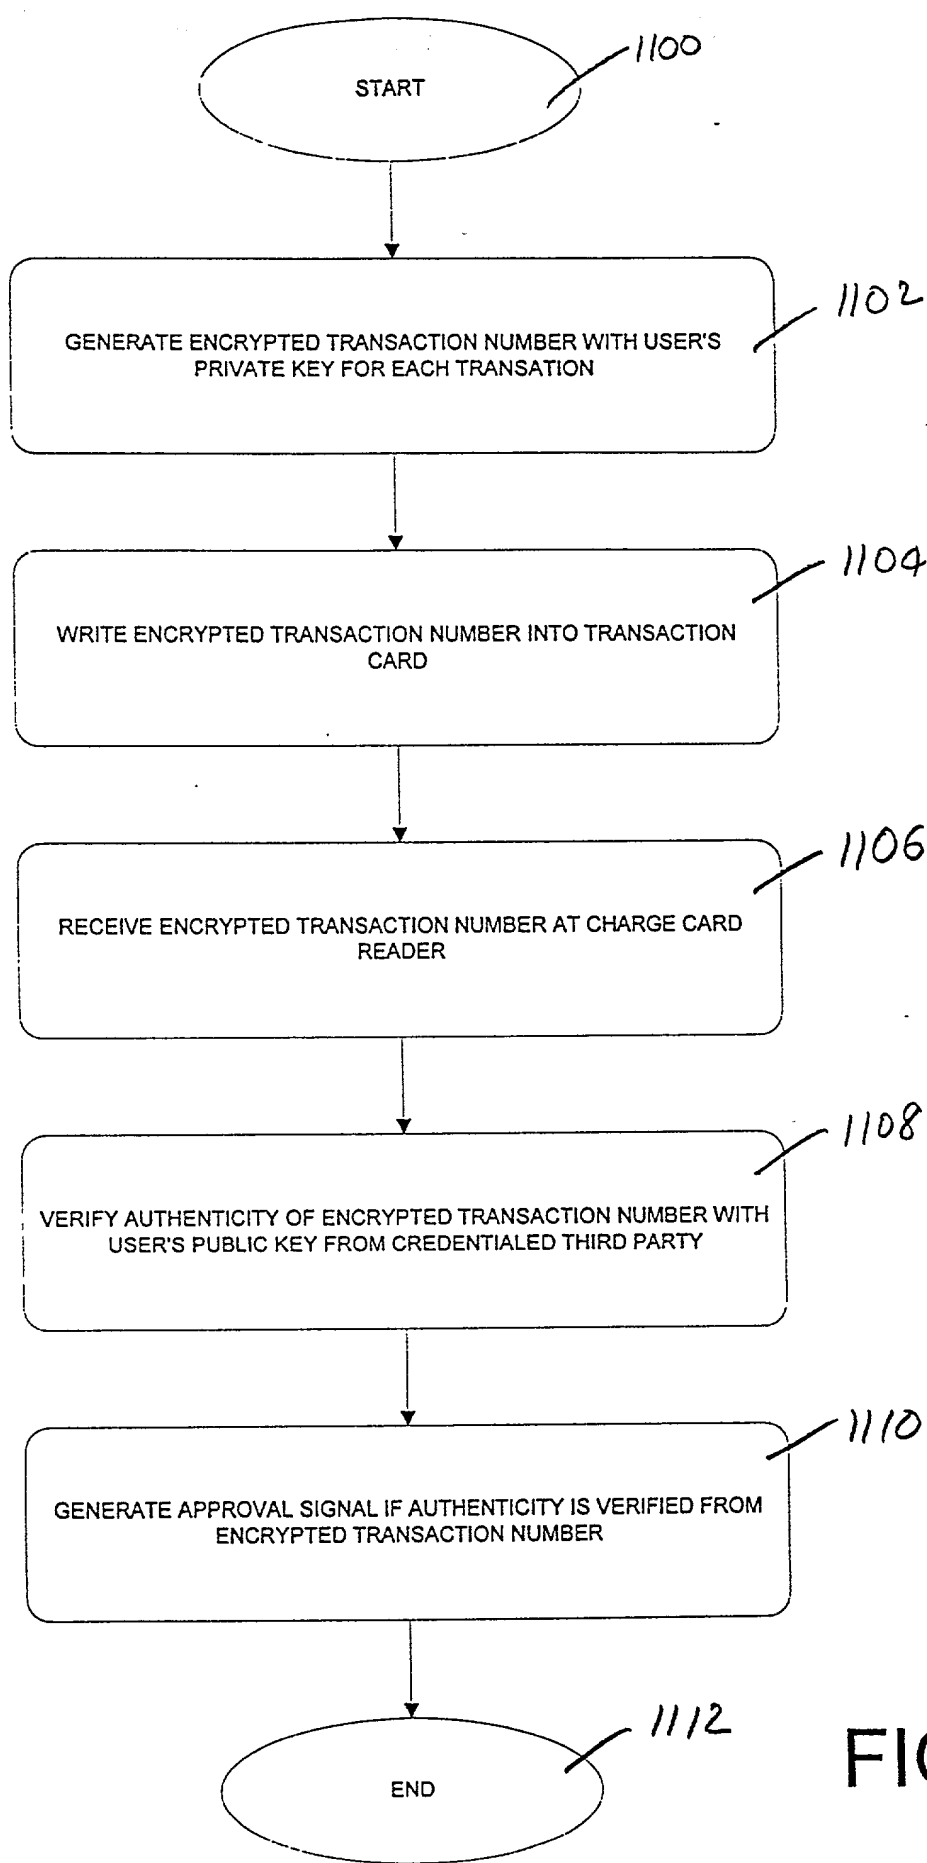 START
1100
GENERATE ENCRYPTED TRANSACTION NUMBER WITH USER'S
PRIVATE KEY FOR EACH TRANSATION
1102
WRITE ENCRYPTED TRANSACTION NUMBER INTO TRANSACTION
CARD
1104
RECEIVE ENCRYPTED TRANSACTION NUMBER AT CHARGE CARD
READER
1106
VERIFY AUTHENTICITY OF ENCRYPTED TRANSACTION NUMBER WITH
USER'S PUBLIC KEY FROM CREDENTIALED THIRD PARTY
1108
GENERATE APPROVAL SIGNAL IF AUTHENTICITY IS VERIFIED FROM
ENCRYPTED TRANSACTION NUMBER
1110
END
1112